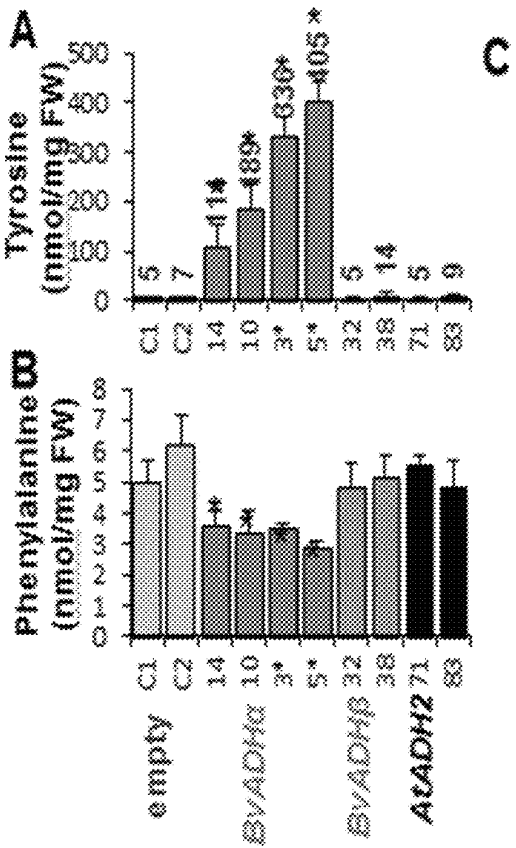 A
C
Tyrosine
(nmol/mg FW)
500
400
300
200
100
0
5
7
189*
330*
405 *
5
14
5
9
C1
C2
14
10
3*
5*
32
38
71
83
B
Phenylalanine
(nmol/mg FW)
8
7
6
5
4
3
2
1
0
*
*
*
*
C1
C2
14
10
3*
5*
32
38
71
83
empty
BvADHα
BvADHβ
AtADH2